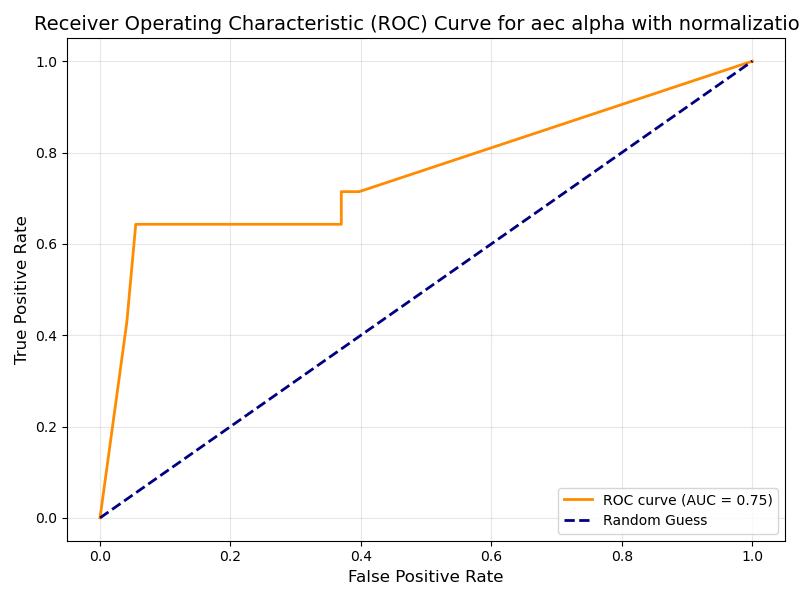 Receiver Operating Characteristic (ROC) Curve for aec alpha with normalizatio
1.0
0.8
0.6
0.4
0.2
0.0
True Positive Rate
0.0 0.2 0.4 0.6 0.8 1.0
False Positive Rate
ROC curve (AUC = 0.75)
Random Guess